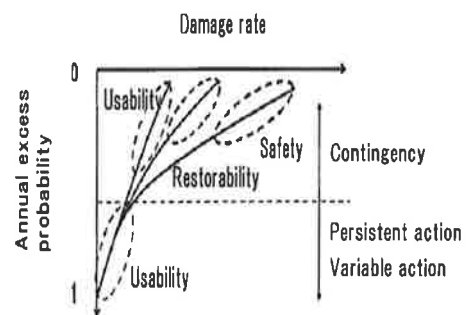 Damage rate
0
Usability
Safety
Contingency
Restorability
Annual excess
probability
Persistent action
Variable action
Usability
1